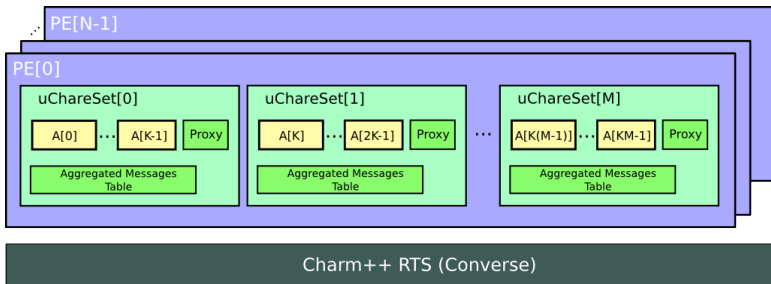 PE[N-1]
PE[0]
uChareSet[0]
uChareSet[1]
uChareSet[M]
A[0]
...
A[K-1]
Proxy
A[K]
...
A[2K-1]
Proxy
...
A[K(M-1)]
...
A[KM-1]
Proxy
Aggregated Messages
Table
Aggregated Messages
Table
Aggregated Messages
Table
Charm++ RTS (Converse)